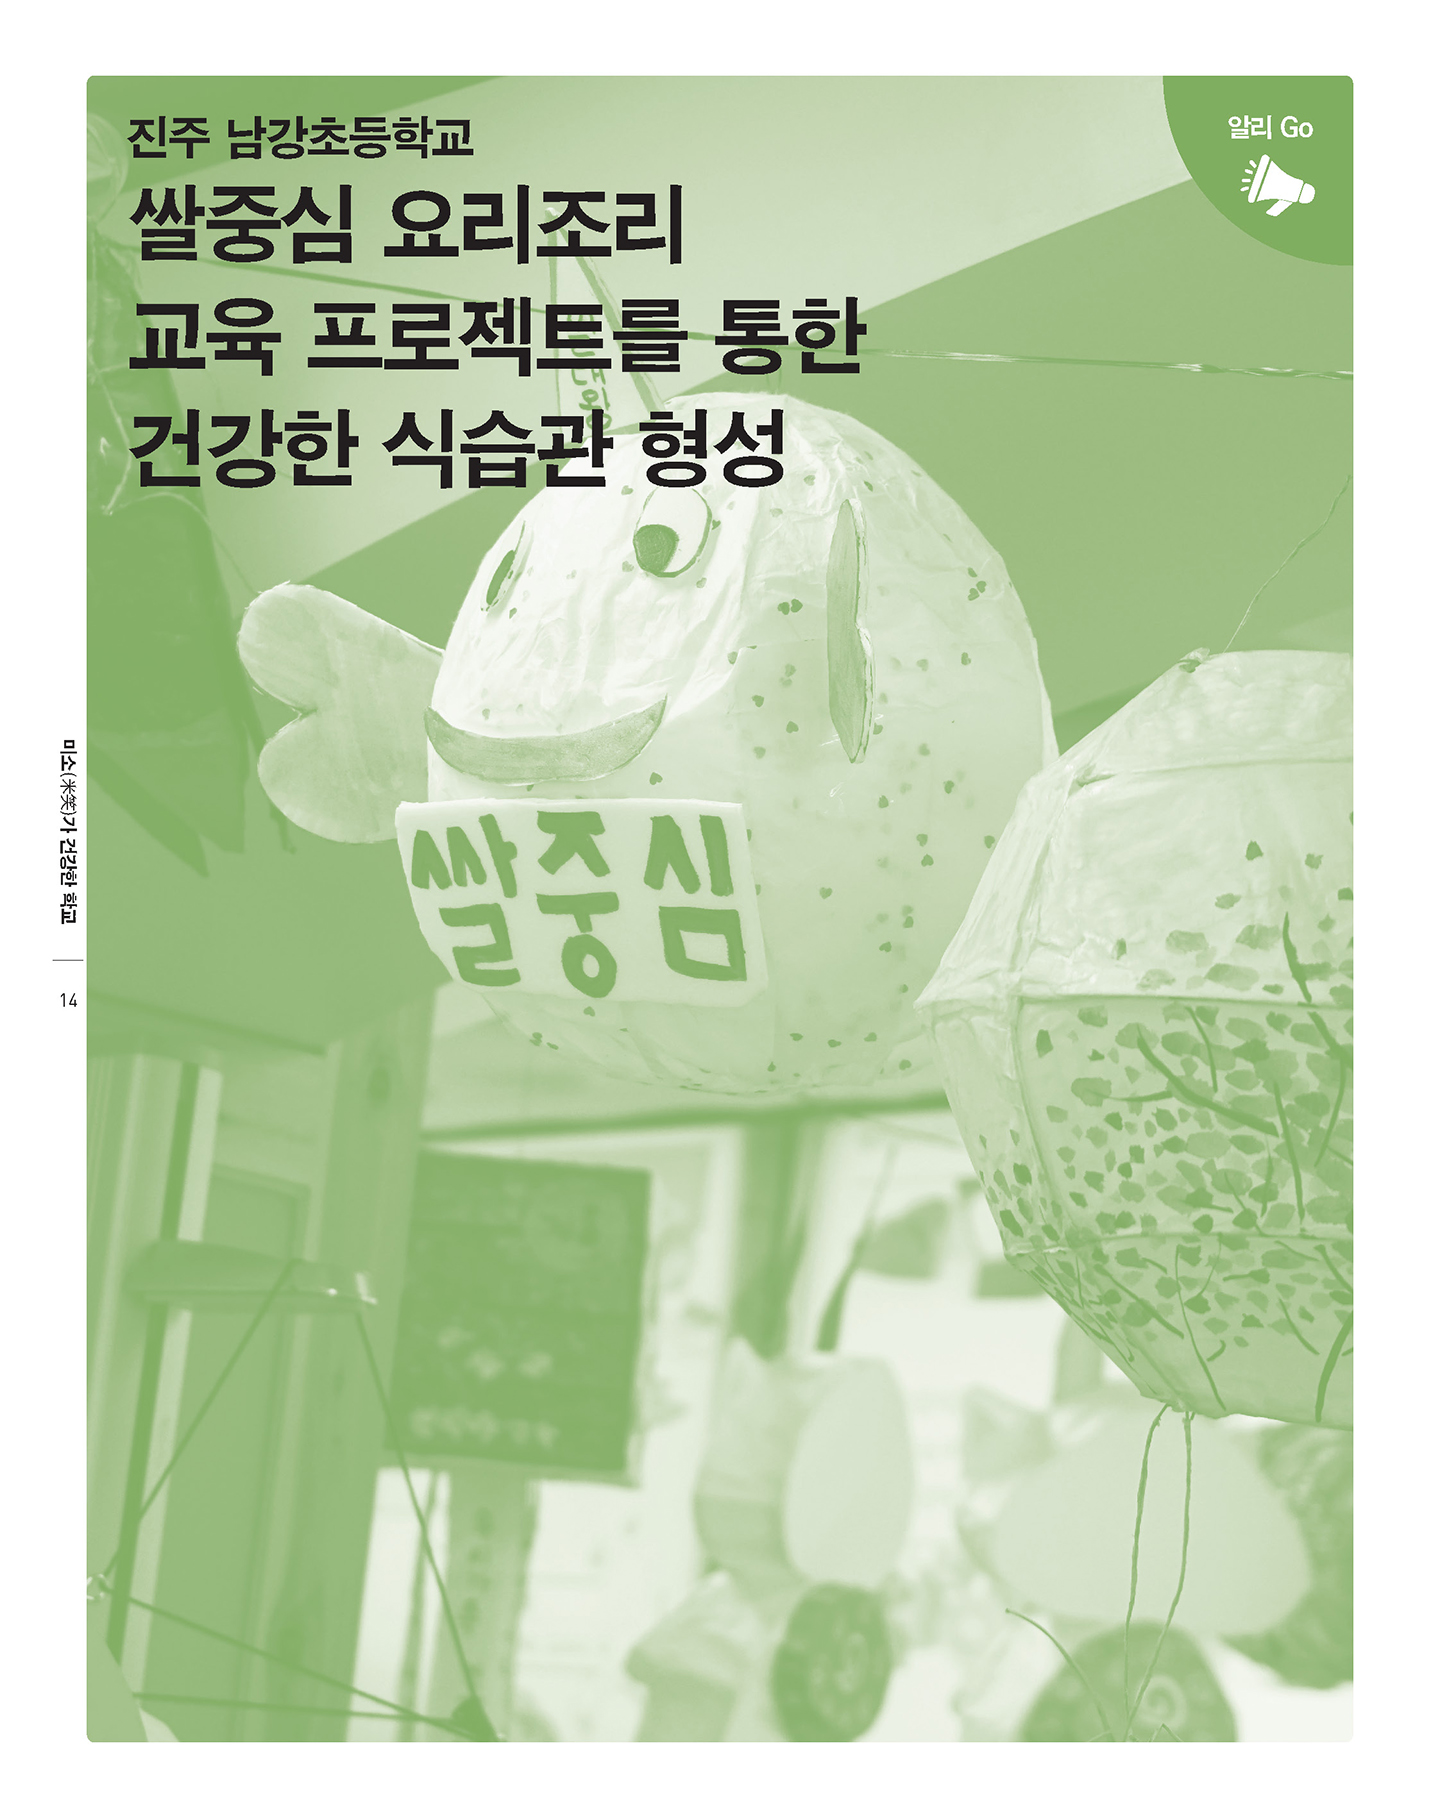 진주 남강초등학교
쌀중심 요리조리
교육 프로젝트를 통한
건강한 식습관 형성
알리 Go
쌀중심
미소(米笑)가 건강한 학교
14